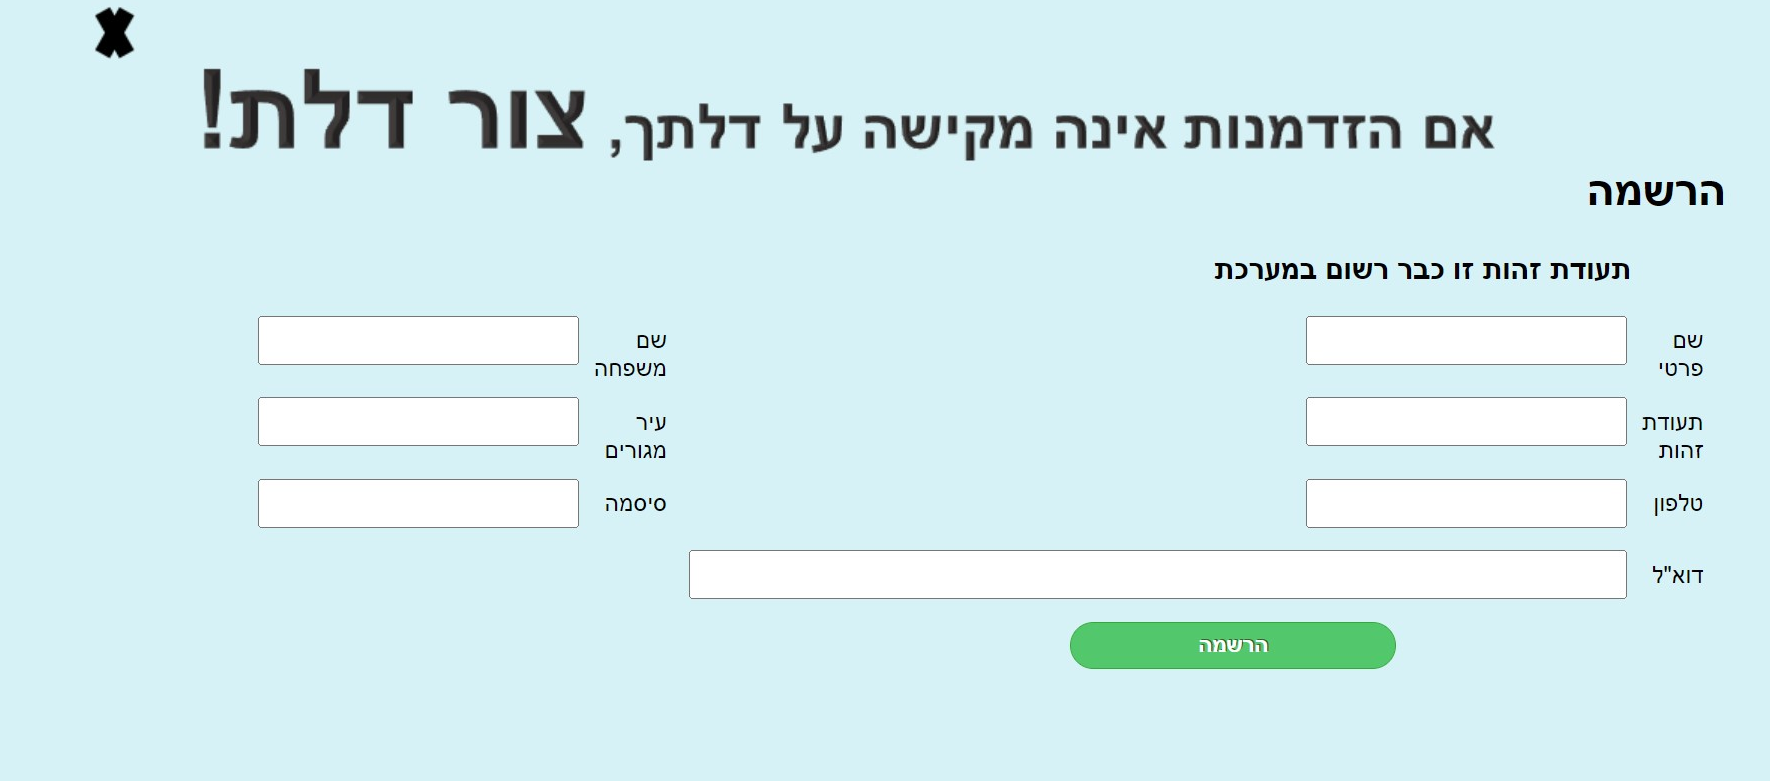 אם הזדמנות אינה מקישה על דלתך, צור דלת!
הרשמה
תעודת זהות זו כבר רשום במערכת
שם פרטי
שם משפחה
תעודת זהות
עיר מגורים
טלפון
סיסמה
דוא"ל
הרשמה